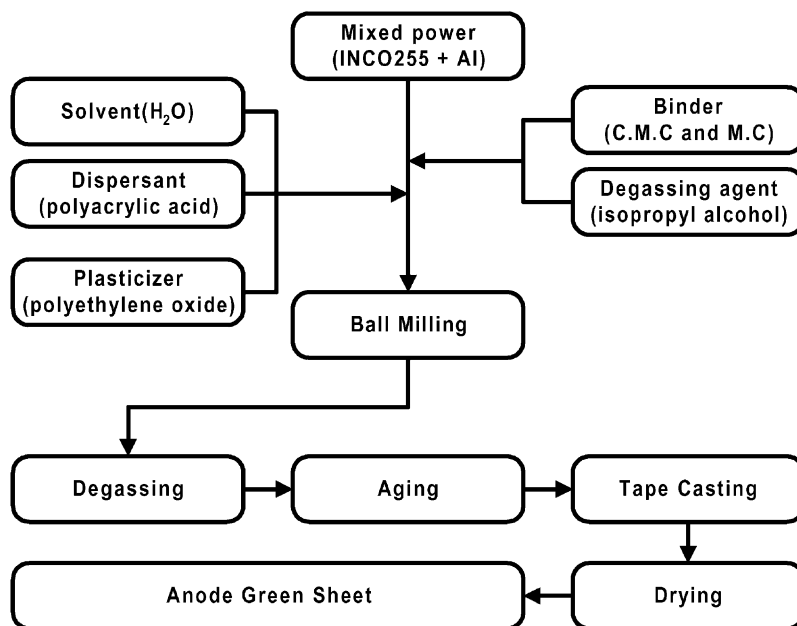 Mixed power
(INCO255 + Al)
Solvent(H₂O)
Binder
(C.M.C and M.C)
Dispersant
(polyacrylic acid)
Degassing agent
(isopropyl alcohol)
Plasticizer
(polyethylene oxide)
Ball Milling
Degassing
Aging
Tape Casting
Anode Green Sheet
Drying